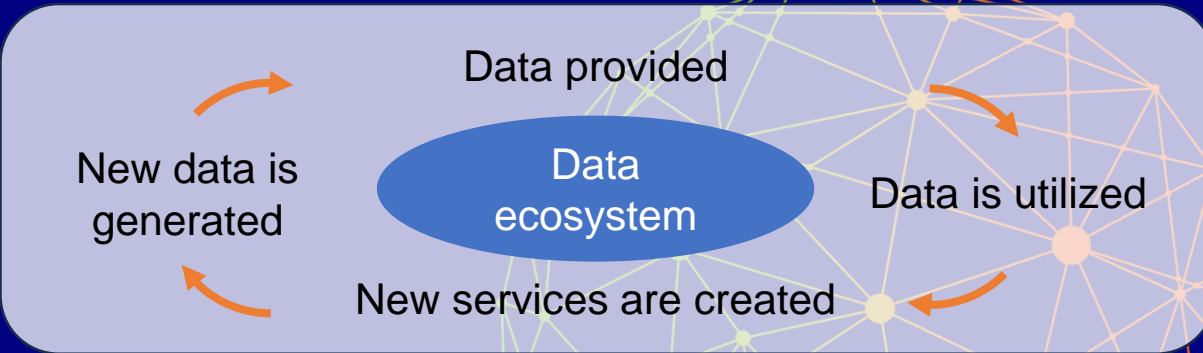 Data provided
Data
ecosystem
New data is
generated
Data is utilized
New services are created